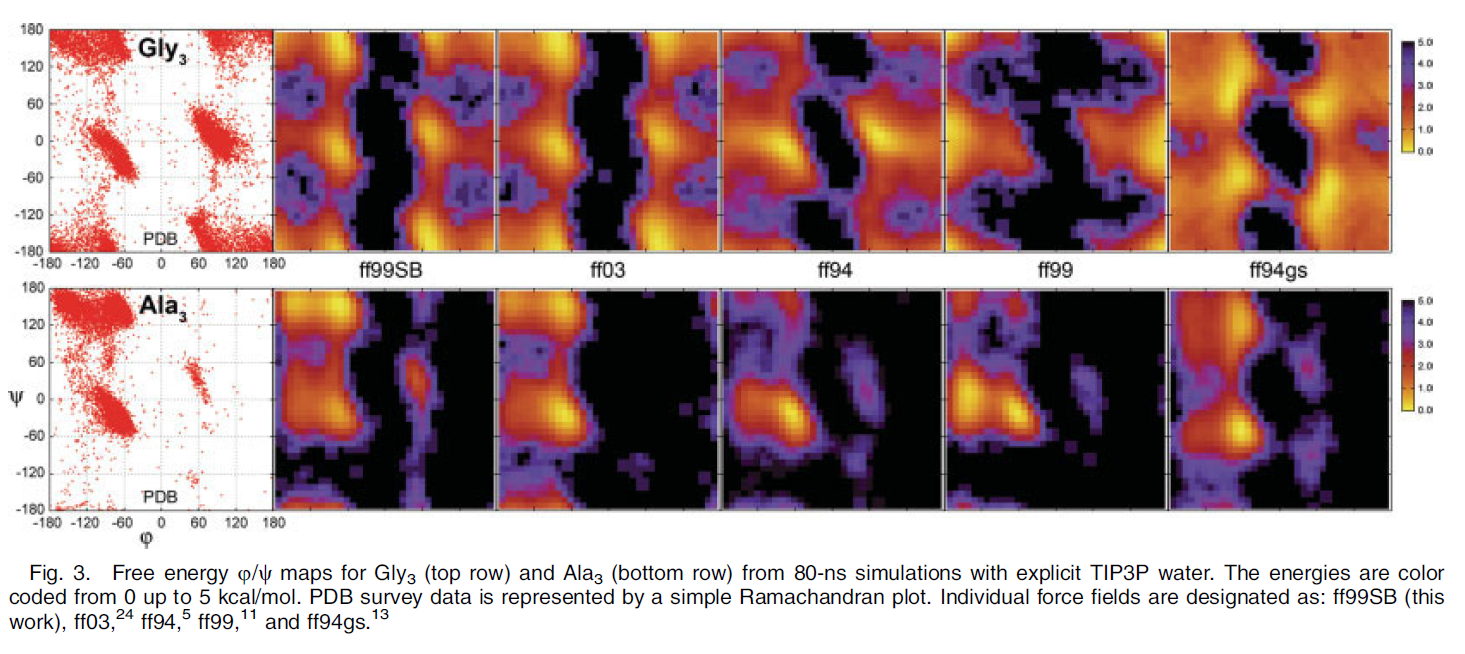 180
120
60
0
-60
-120
-180
Gly3
PDB
-180 -120 -60 0 60 120 180
5.0
4.0
3.0
2.0
1.0
0.0
ff99SB ff03 ff94 ff99 ff94gs
180
120
60
ψ 0
-60
-120
-180
Ala3
PDB
-180 -120 -60 0 60 120 180
φ
5.0
4.0
3.0
2.0
1.0
0.0
Fig. 3. Free energy φ/ψ maps for Gly3 (top row) and Ala3 (bottom row) from 80-ns simulations with explicit TIP3P water. The energies are color
coded from 0 up to 5 kcal/mol. PDB survey data is represented by a simple Ramachandran plot. Individual force fields are designated as: ff99SB (this
work), ff03,24 ff94,5 ff99,11 and ff94gs.13